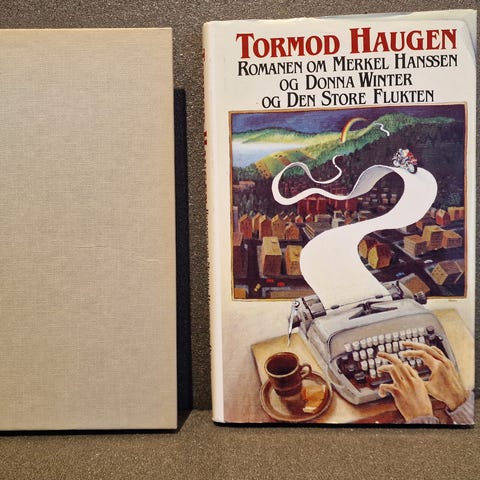 TORMOD HAUGEN
ROMANEN OM MERKEL HANSSEN
OG DONNA WINTER
OG DEN STORE FLUKTEN